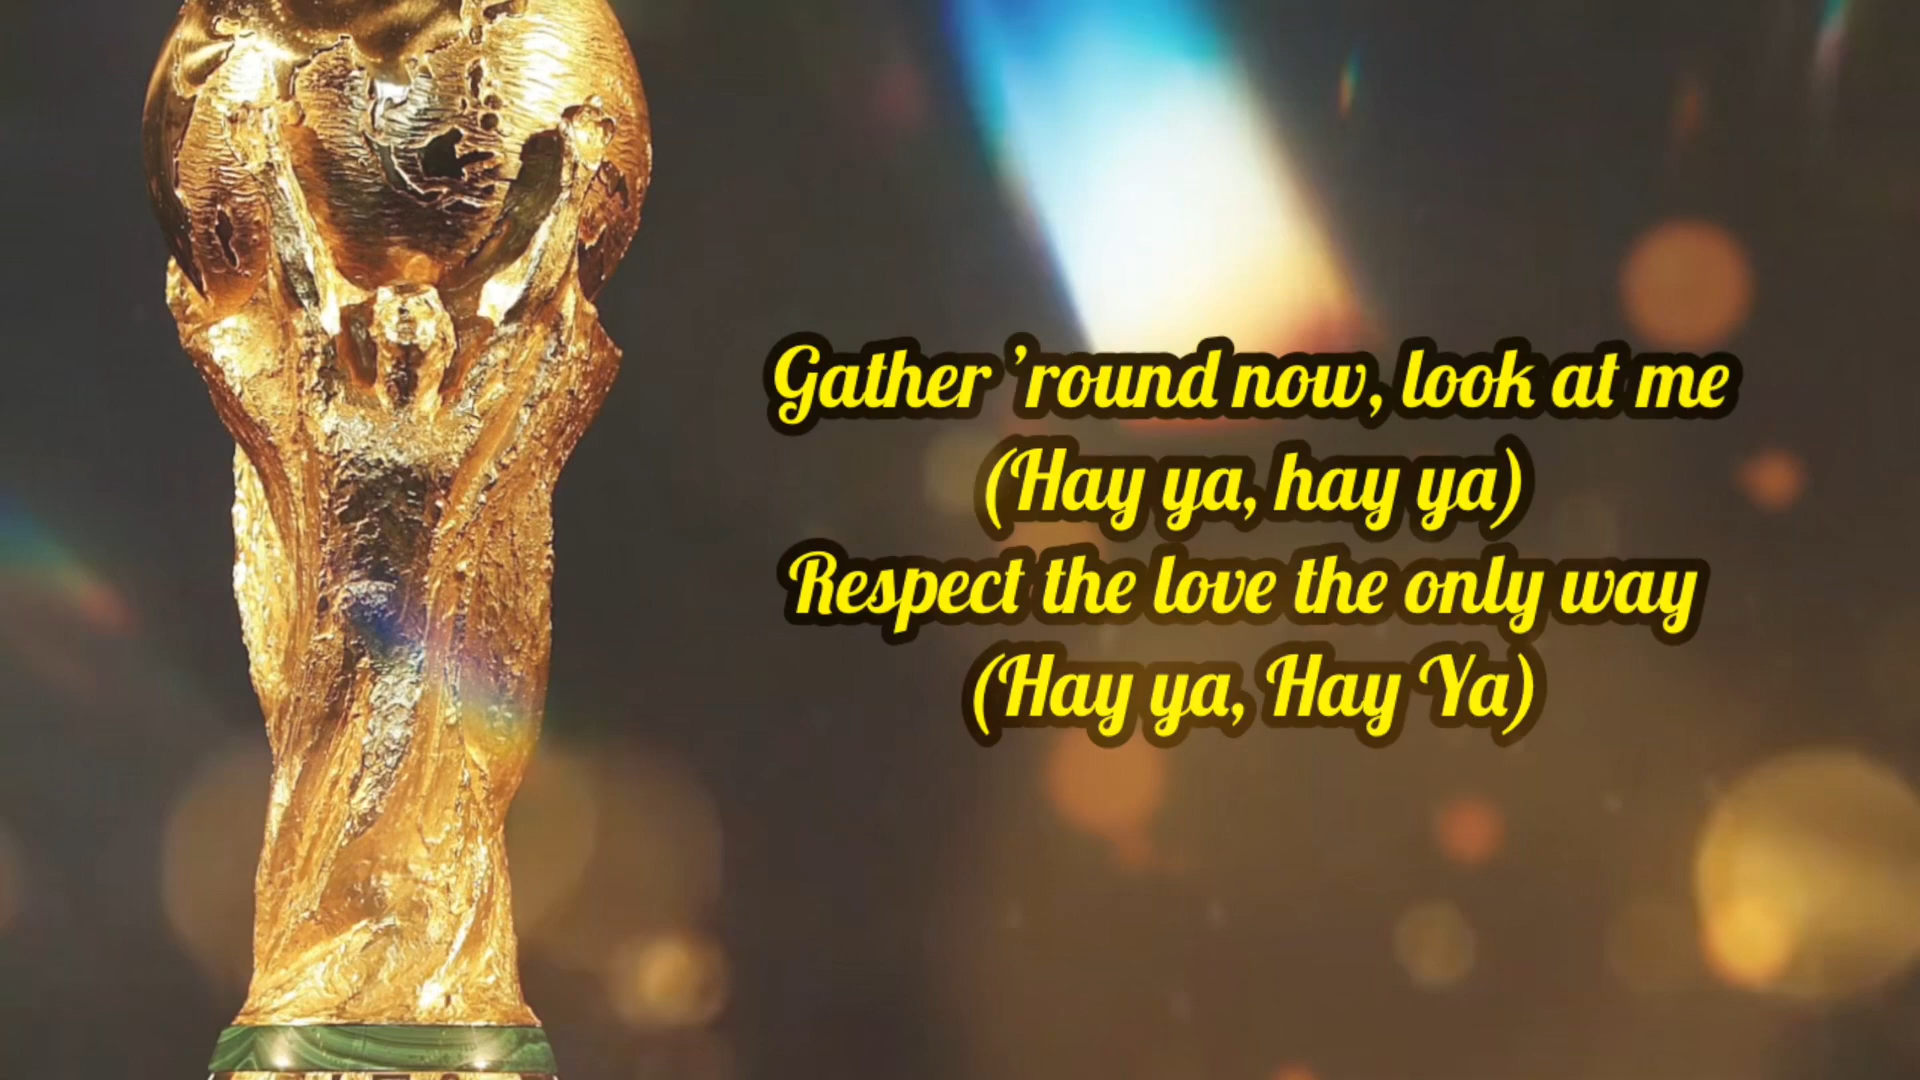 Gather ’round now, look at me
(Hay ya, hay ya)
Respect the love the only way
(Hay ya, Hay Ya)